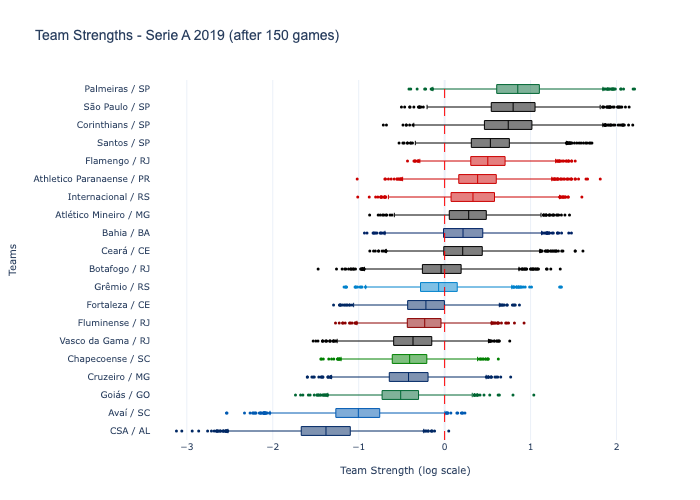 Team Strengths - Serie A 2019 (after 150 games)
Palmeiras / SP
São Paulo / SP
Corinthians / SP
Santos / SP
Flamengo / RJ
Athletico Paranaense / PR
Internacional / RS
Atlético Mineiro / MG
Bahia / BA
Ceará / CE
Botafogo / RJ
Grêmio / RS
Fortaleza / CE
Fluminense / RJ
Vasco da Gama / RJ
Chapecoense / SC
Cruzeiro / MG
Goiás / GO
Avaí / SC
CSA / AL
Teams
−3 −2 −1 0 1 2
Team Strength (log scale)